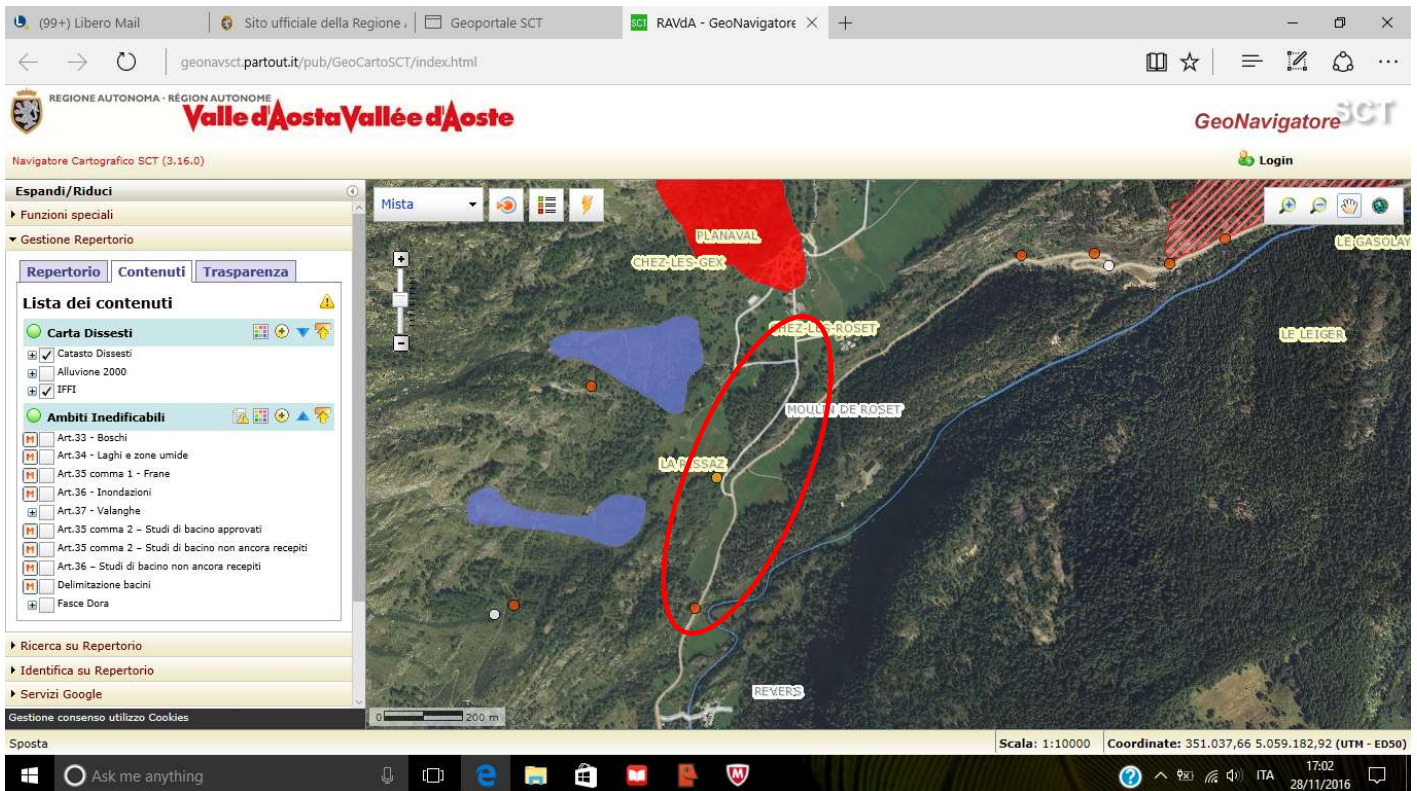 (99+) Libero Mail
Sito ufficiale della Regione A
Geoportale SCT
SCT RAVdA - GeoNavigatore
geonavsct.partout.it/pub/GeoCartoSCT/index.html
REGIONE AUTONOMA - RÉGION AUTONOME
Valle d'Aosta Vallée d'Aoste
GeoNavigatore SCT
Navigatore Cartografico SCT (3.16.0)
Login
Espandi/Riduci
Funzioni speciali
Gestione Repertorio
Repertorio Contenuti Trasparenza
Lista dei contenuti
Carta Dissesti
Catasto Dissesti
Alluvione 2000
IFFI
Ambiti Inedificabili
M Art.33 - Boschi
M Art.34 - Laghi e zone umide
M Art.35 comma 1 - Frane
M Art.36 - Inondazioni
Art.37 - Valanghe
M Art.35 comma 2 – Studi di bacino approvati
M Art.35 comma 2 – Studi di bacino non ancora recepiti
M Art.36 – Studi di bacino non ancora recepiti
M Delimitazione bacini
Fasce Dora
Ricerca su Repertorio
Identifica su Repertorio
Servizi Google
Gestione consenso utilizzo Cookies
Mista
PLANAVAL
CHEZ-LES-GEX
CHEZ-LES-ROSET
MOULIN DE ROSET
REVERS
LE GASOLAY
LE LEIGER
0 200 m
Sposta
Scala: 1:10000
Coordinate: 351.037,66 5.059.182,92 (UTM - ED50)
Ask me anything
ITA
17:02
28/11/2016